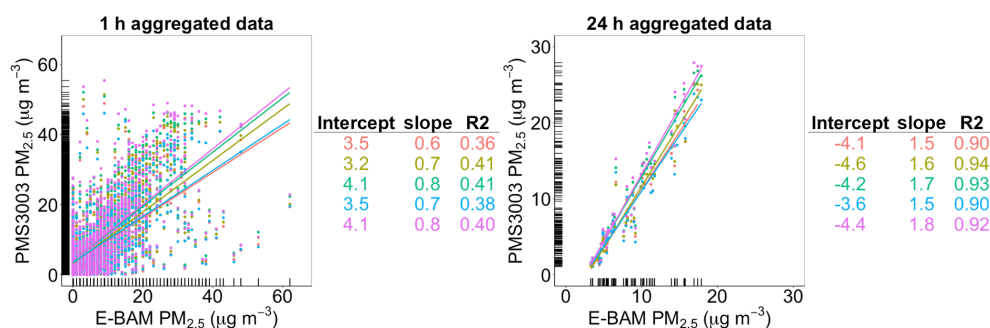 1 h aggregated data
PMS3003 PM2.5 (μg m−3)
60
40
20
0
0 20 40 60
E-BAM PM2.5 (μg m−3)
Intercept slope R2
3.5 0.6 0.36
3.2 0.7 0.41
4.1 0.8 0.41
3.5 0.7 0.38
4.1 0.8 0.40
24 h aggregated data
PMS3003 PM2.5 (μg m−3)
30
20
10
0
0 10 20 30
E-BAM PM2.5 (μg m−3)
Intercept slope R2
-4.1 1.5 0.90
-4.6 1.6 0.94
-4.2 1.7 0.93
-3.6 1.5 0.90
-4.4 1.8 0.92